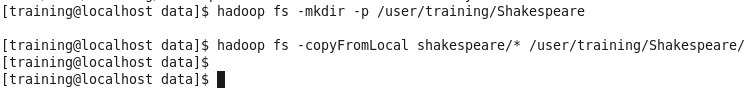 [training@localhost data]$ hadoop fs -mkdir -p /user/training/Shakespeare
[training@localhost data]$ hadoop fs -copyFromLocal shakespeare/* /user/training/Shakespeare/
[training@localhost data]$
[training@localhost data]$